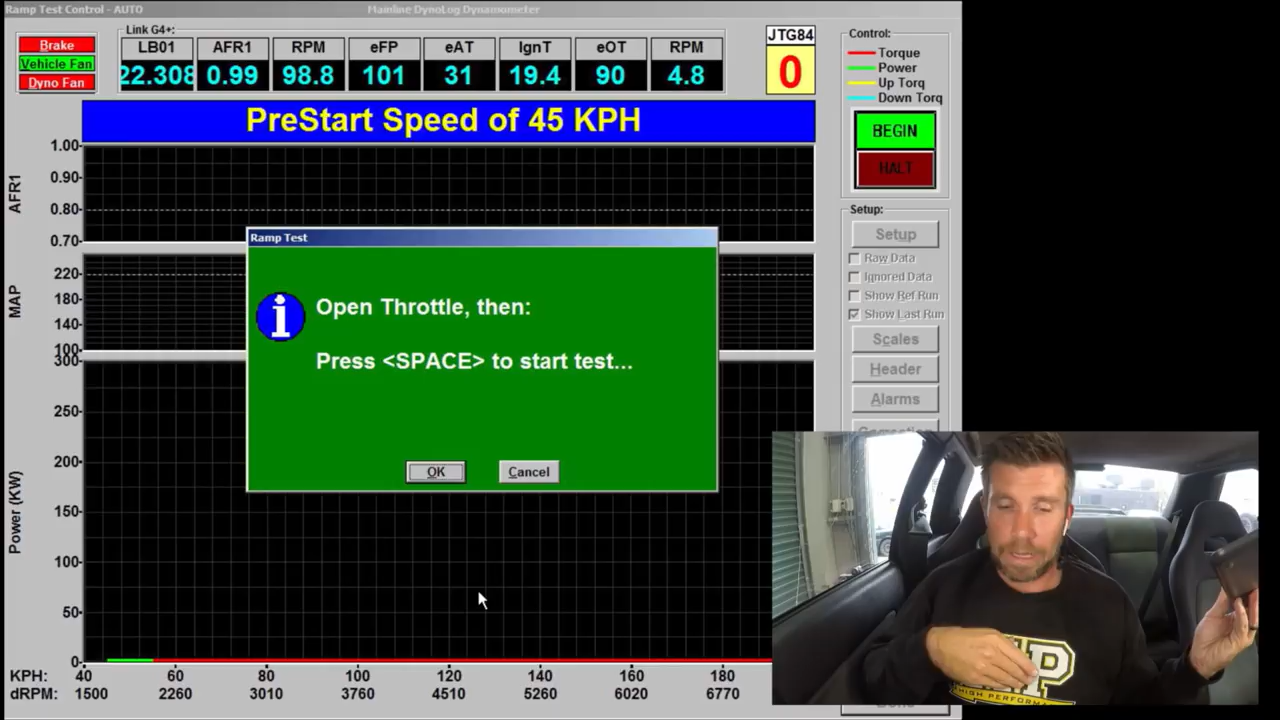 Ramp Test Control - AUTO
Mainline DynoLog Dynamometer
Brake
Vehicle Fan
Dyno Fan
Link G4+:
LB01 AFR1 RPM eFP eAT IgnT eOT RPM
22.308 0.99 98.8 101 31 19.4 90 4.8
JTG84
0
Control:
Torque
Power
Up Torq
Down Torq
BEGIN
HALT
PreStart Speed of 45 KPH
AFR1
1.00
0.90
0.80
0.70
MAP
220
180
140
100
Power (KW)
300
250
200
150
100
50
0
Ramp Test
Open Throttle, then:
Press <SPACE> to start test...
OK
Cancel
Setup:
Setup
Raw Data
Ignored Data
Show Ref Run
Show Last Run
Scales
Header
Alarms
KPH: 40 60 80 100 120 140 160 180
dRPM: 1500 2260 3010 3760 4510 5260 6020 6770